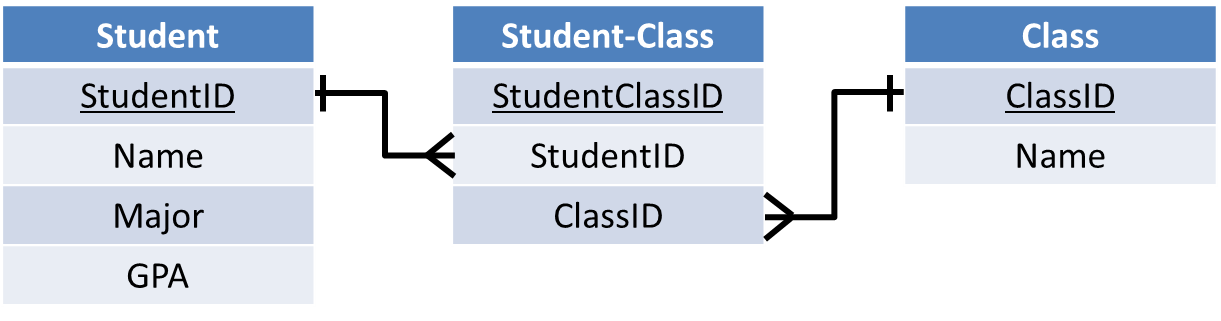 Student
StudentID
Name
Major
GPA
Student-Class
StudentClassID
StudentID
ClassID
Class
ClassID
Name